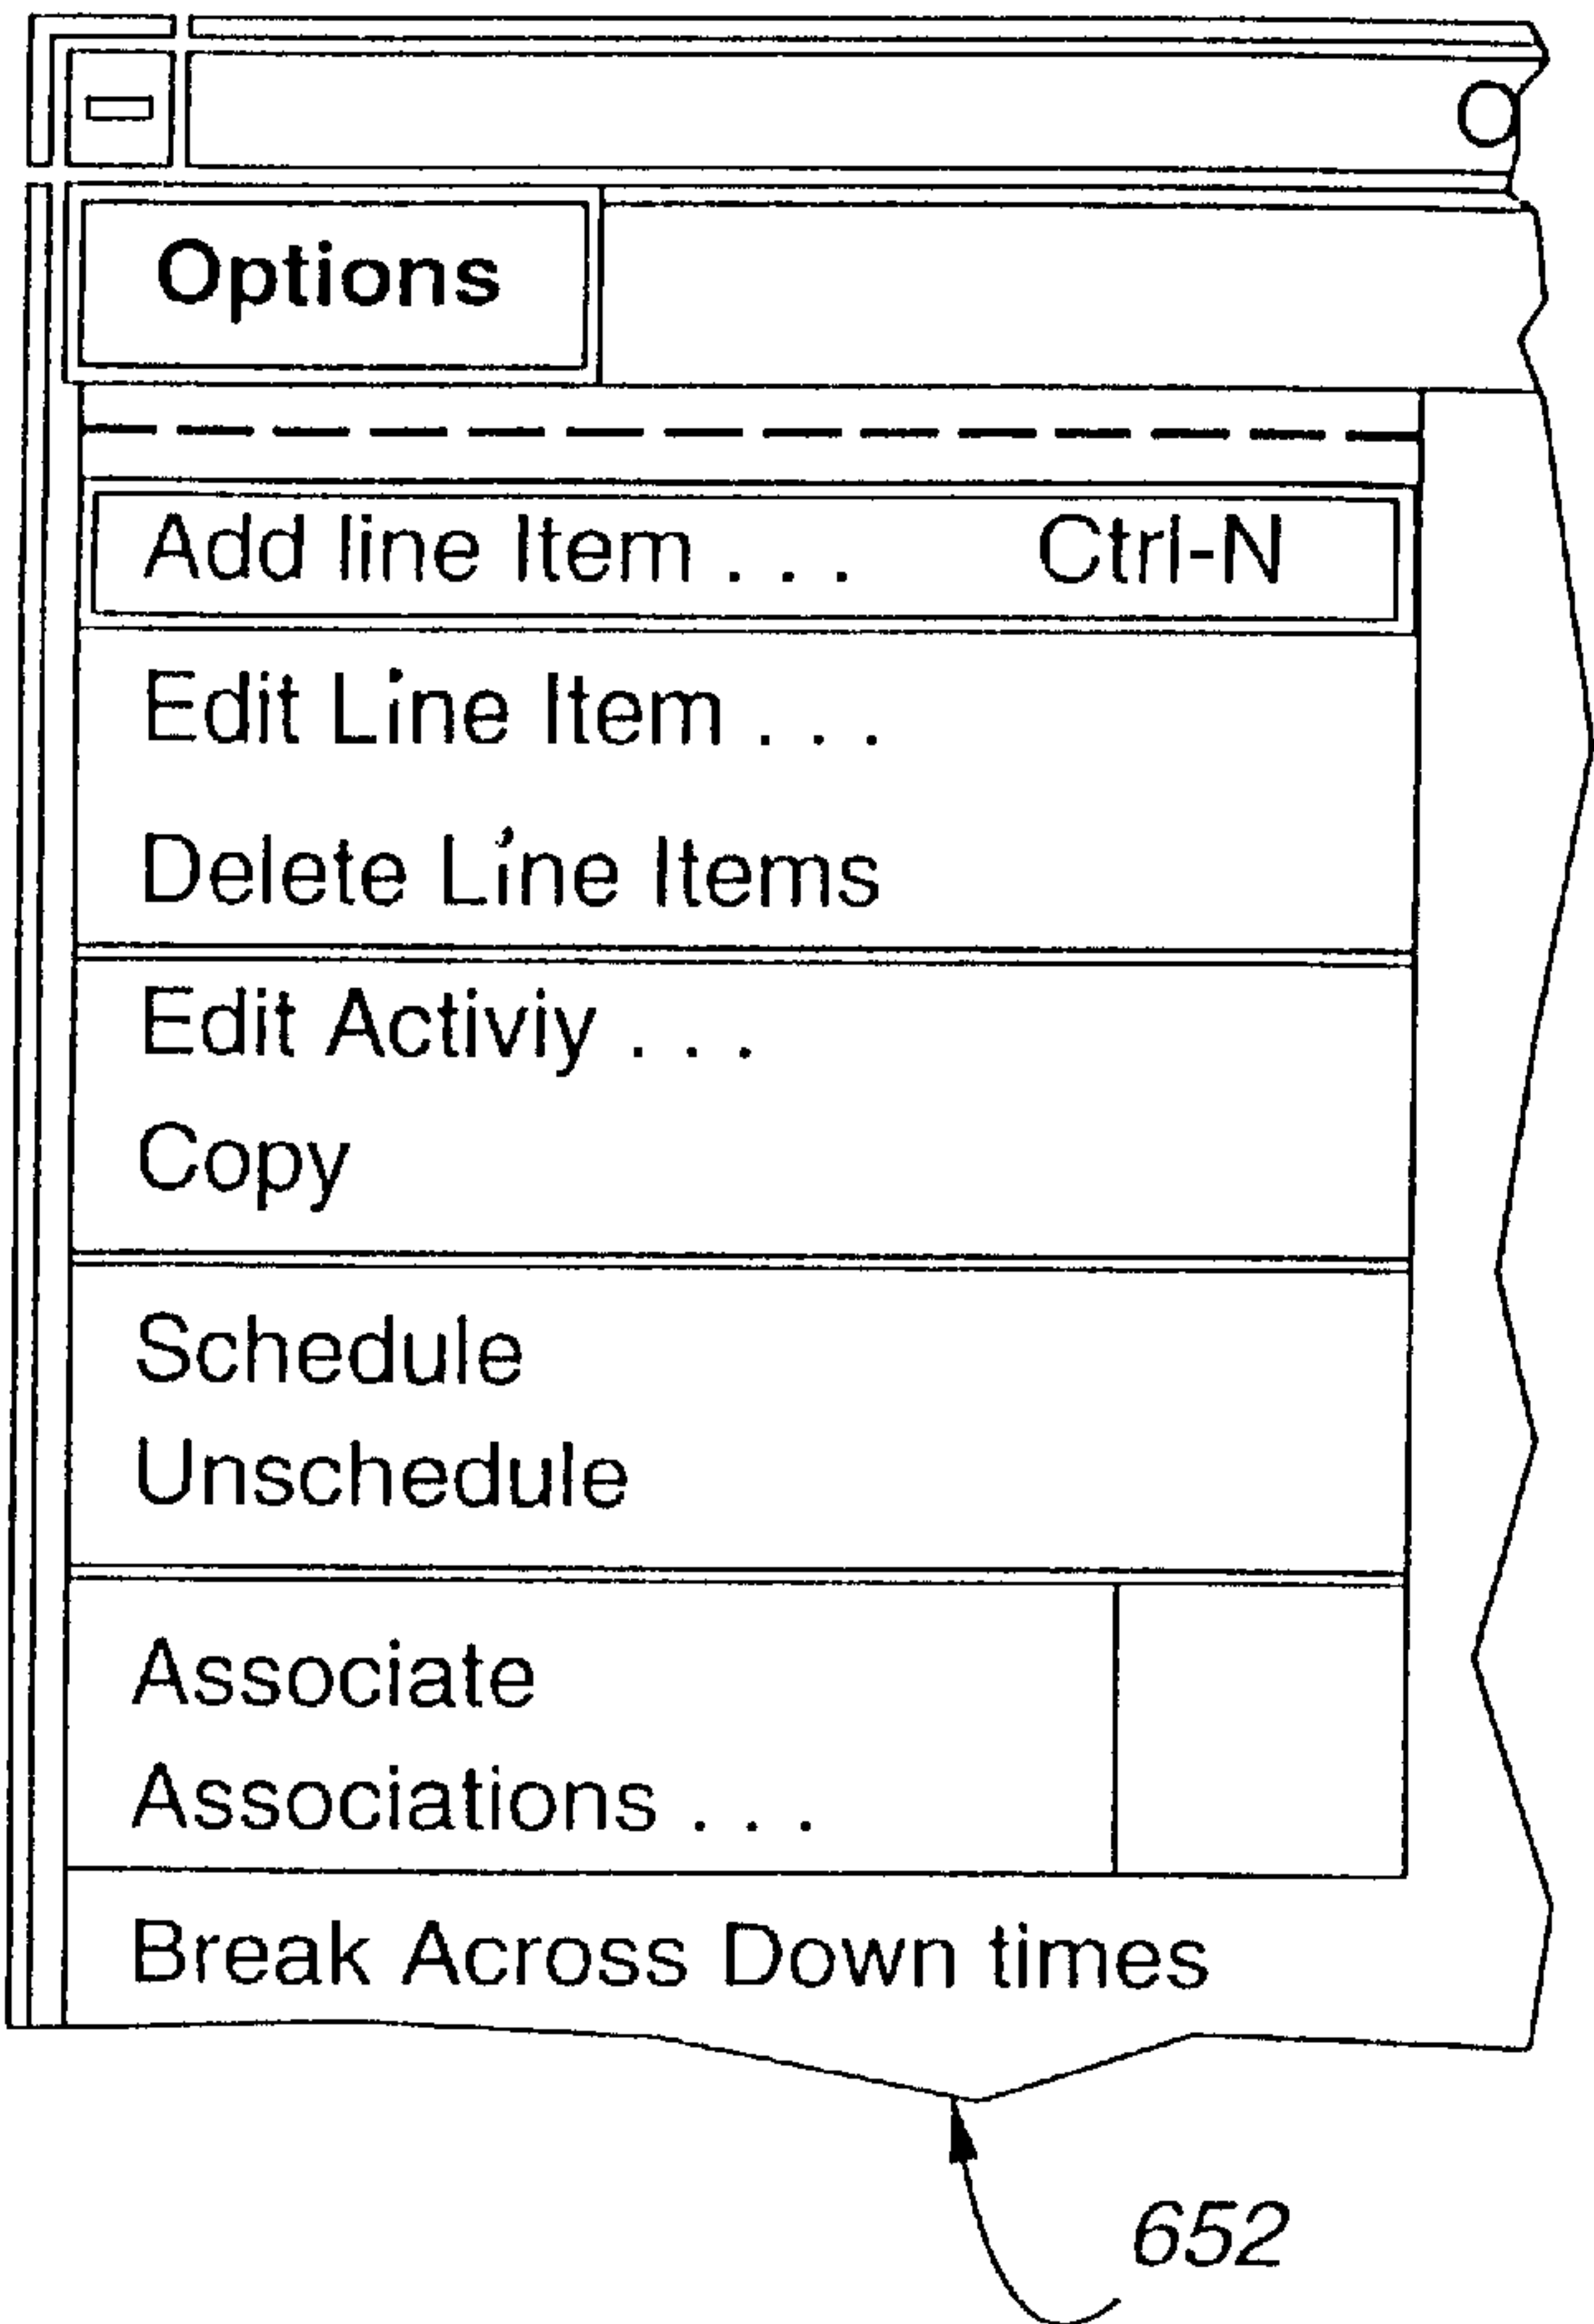 Options
Add line Item . . . Ctrl-N
Edit Line Item . . .
Delete Line Items
Edit Activiy . . .
Copy
Schedule
Unschedule
Associate
Associations . . .
Break Across Down times
652